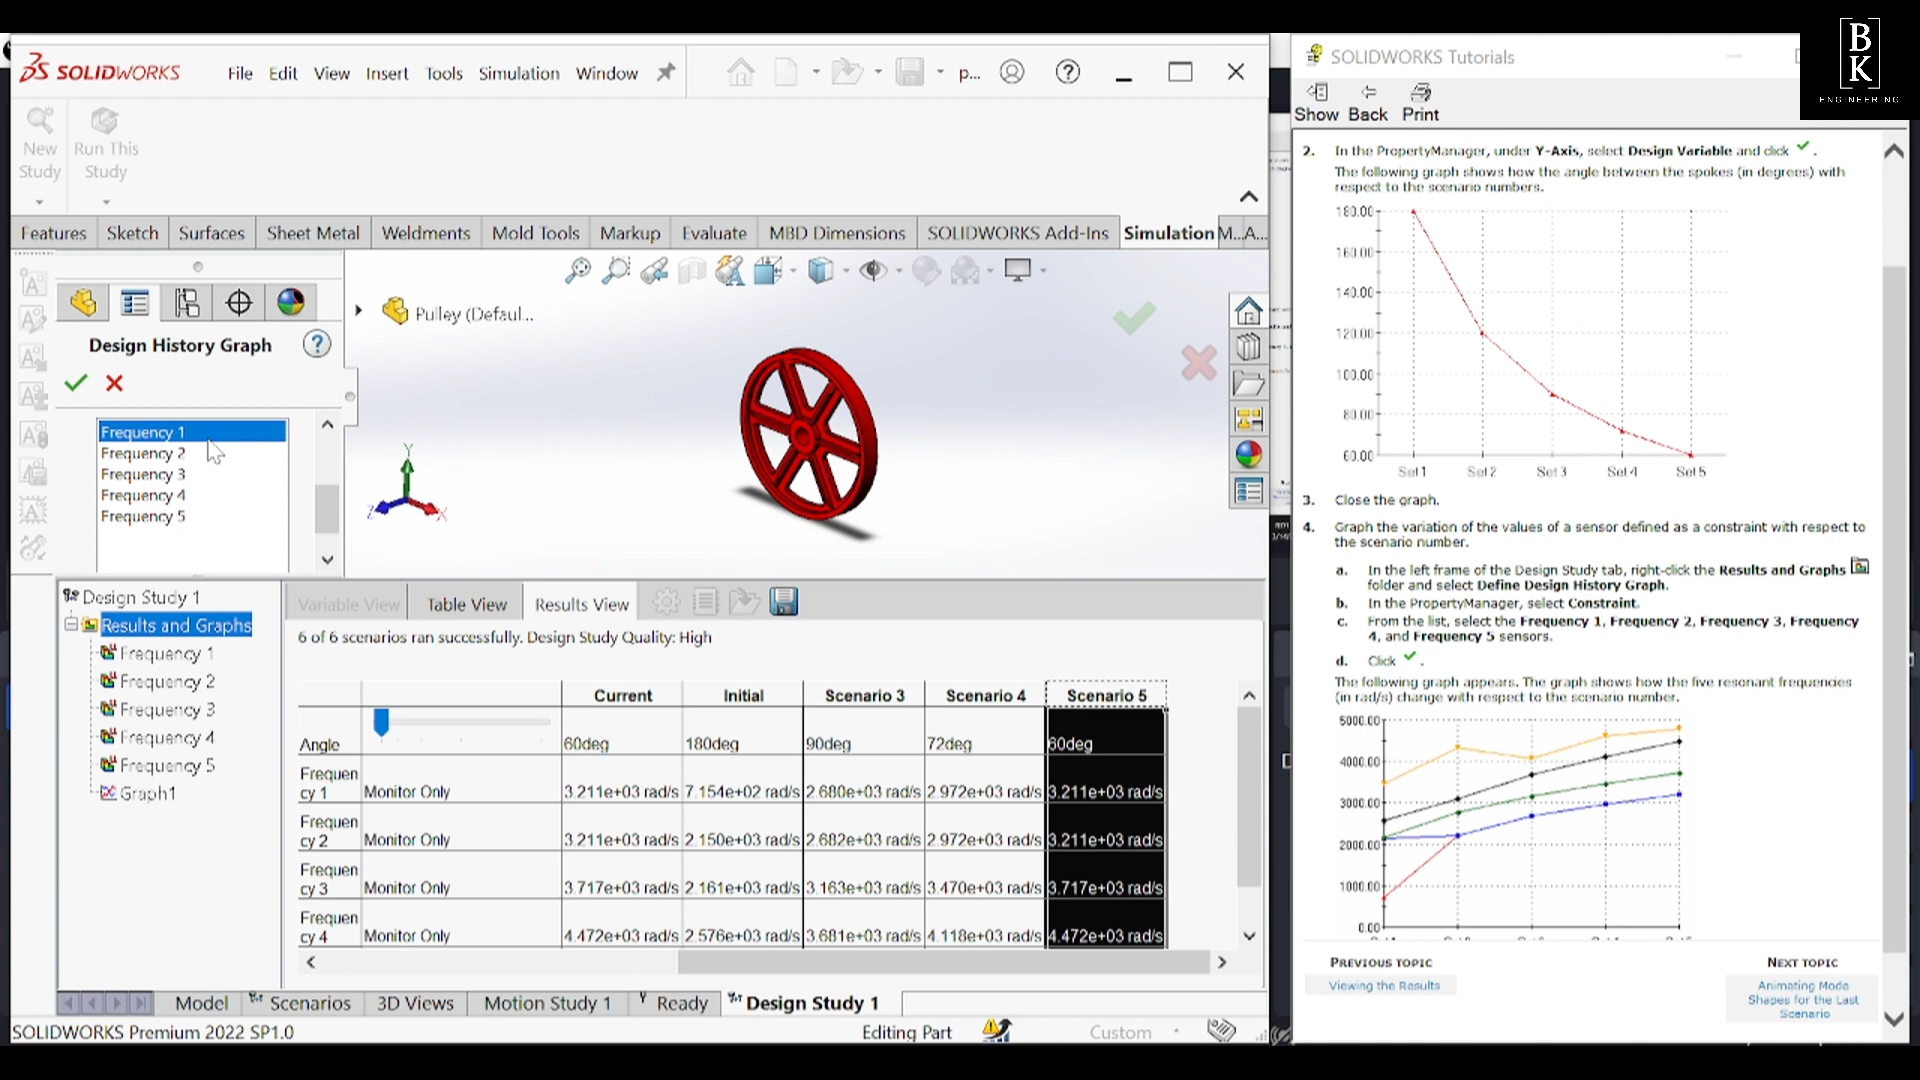 SOLIDWORKS
File Edit View Insert Tools Simulation Window
p...
New Study
Run This Study
Features Sketch Surfaces Sheet Metal Weldments Mold Tools Markup Evaluate MBD Dimensions SOLIDWORKS Add-Ins Simulation M... A...
Design History Graph
Frequency 1
Frequency 2
Frequency 3
Frequency 4
Frequency 5
Pulley (Defaul...
Y
Z
X
Design Study 1
Results and Graphs
Frequency 1
Frequency 2
Frequency 3
Frequency 4
Frequency 5
Graph1
Variable View Table View Results View
6 of 6 scenarios ran successfully. Design Study Quality: High
Current Initial Scenario 3 Scenario 4 Scenario 5
Angle 60deg 180deg 90deg 72deg 60deg
Frequen
cy 1 Monitor Only 3.211e+03 rad/s 7.154e+02 rad/s 2.680e+03 rad/s 2.972e+03 rad/s 3.211e+03 rad/s
Frequen
cy 2 Monitor Only 3.211e+03 rad/s 2.150e+03 rad/s 2.682e+03 rad/s 2.972e+03 rad/s 3.211e+03 rad/s
Frequen
cy 3 Monitor Only 3.717e+03 rad/s 2.161e+03 rad/s 3.163e+03 rad/s 3.470e+03 rad/s 3.717e+03 rad/s
Frequen
cy 4 Monitor Only 4.472e+03 rad/s 2.576e+03 rad/s 3.681e+03 rad/s 4.118e+03 rad/s 4.472e+03 rad/s
Model Scenarios 3D Views Motion Study 1 Ready Design Study 1
SOLIDWORKS Premium 2022 SP1.0
Editing Part
Custom
SOLIDWORKS Tutorials
Show Back Print
B
K
ENGINEERING
2. In the PropertyManager, under Y-Axis, select Design Variable and click .
The following graph shows how the angle between the spokes (in degrees) with
respect to the scenario numbers.
180.00
160.00
140.00
120.00
100.00
80.00
60.00
Set 1 Set 2 Set 3 Set 4 Set 5
3. Close the graph.
4. Graph the variation of the values of a sensor defined as a constraint with respect to
the scenario number.
a. In the left frame of the Design Study tab, right-click the Results and Graphs
folder and select Define Design History Graph.
b. In the PropertyManager, select Constraint.
c. From the list, select the Frequency 1, Frequency 2, Frequency 3, Frequency
4, and Frequency 5 sensors.
d. Click .
The following graph appears. The graph shows how the five resonant frequencies
(in rad/s) change with respect to the scenario number.
5000.00
4000.00
3000.00
2000.00
1000.00
0.00
PREVIOUS TOPIC
Viewing the Results
NEXT TOPIC
Animating Mode
Shapes for the Last
Scenario